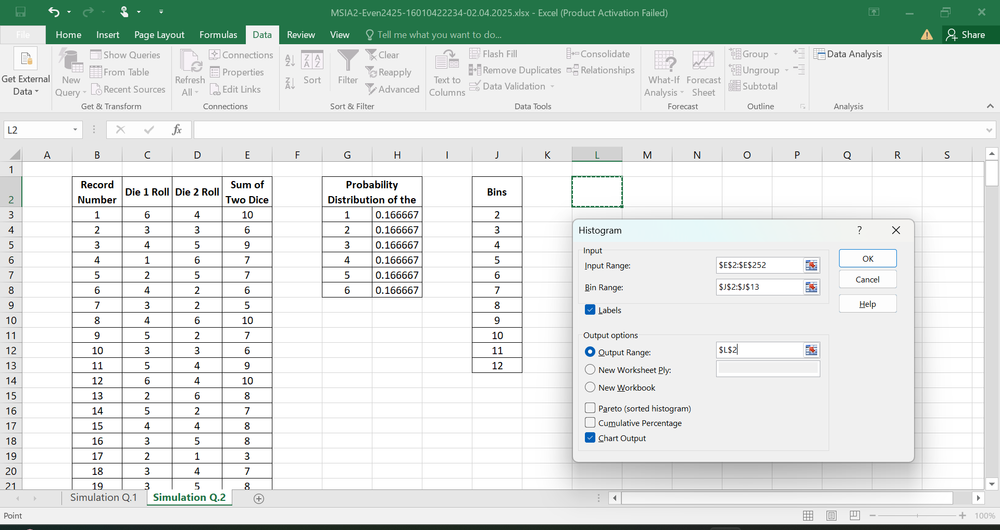 MSIA2-Even2425-16010422234-02.04.2025.xlsx - Excel (Product Activation Failed)
File Home Insert Page Layout Formulas Data Review View Tell me what you want to do... Share
Get External Data
New Query
Show Queries
From Table
Recent Sources
Get & Transform
Refresh All
Connections
Properties
Edit Links
Connections
Sort
Filter
Clear
Reapply
Advanced
Sort & Filter
Text to Columns
Flash Fill
Remove Duplicates
Data Validation
Consolidate
Relationships
Data Tools
What-If Analysis
Forecast Sheet
Forecast
Group
Ungroup
Subtotal
Outline
Data Analysis
Analysis
L2 fx
A B C D E F G H I J K L M N O P Q R S
1
2 Record Number Die 1 Roll Die 2 Roll Sum of Two Dice Probability Distribution of the Bins
3 1 6 4 10 1 0.166667 2
4 2 3 3 6 2 0.166667 3
5 3 4 5 9 3 0.166667 4
6 4 1 6 7 4 0.166667 5
7 5 2 5 7 5 0.166667 6
8 6 4 2 6 6 0.166667 7
9 7 3 2 5 8
10 8 4 6 10 9
11 9 5 2 7 10
12 10 3 3 6 11
13 11 5 4 9 12
14 12 6 4 10
15 13 2 6 8
16 14 5 2 7
17 15 4 4 8
18 16 3 5 8
19 17 2 1 3
20 18 3 4 7
21 19 3 5 8
Histogram ? 
Input
Input Range: $E$2:$E$252
Bin Range: $J$2:$J$13
Labels
OK
Cancel
Help
Output options
Output Range: $L$2
New Worksheet Ply:
New Workbook
Pareto (sorted histogram)
Cumulative Percentage
Chart Output
Simulation Q.1 Simulation Q.2
Point 100%